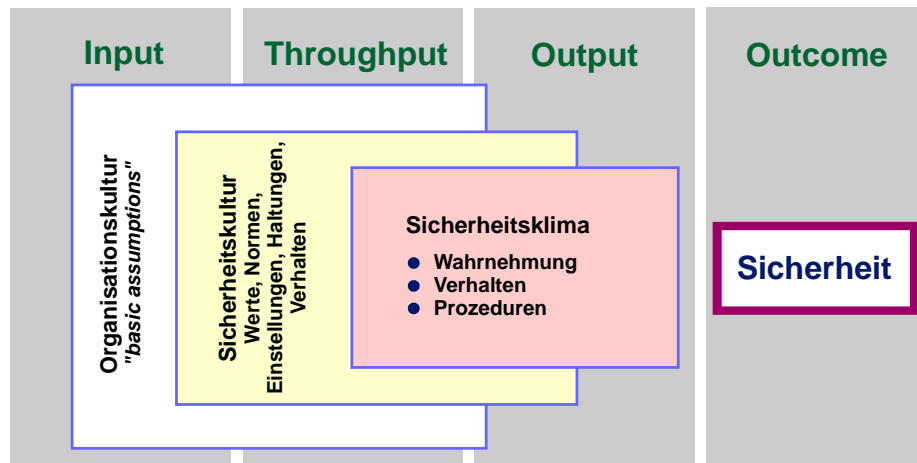 Input
Throughput
Output
Outcome
Organisationskultur
"basic assumptions"
Sicherheitskultur
Werte, Normen,
Einstellungen, Haltungen,
Verhalten
Sicherheitsklima
Wahrnehmung
Verhalten
Prozeduren
Sicherheit